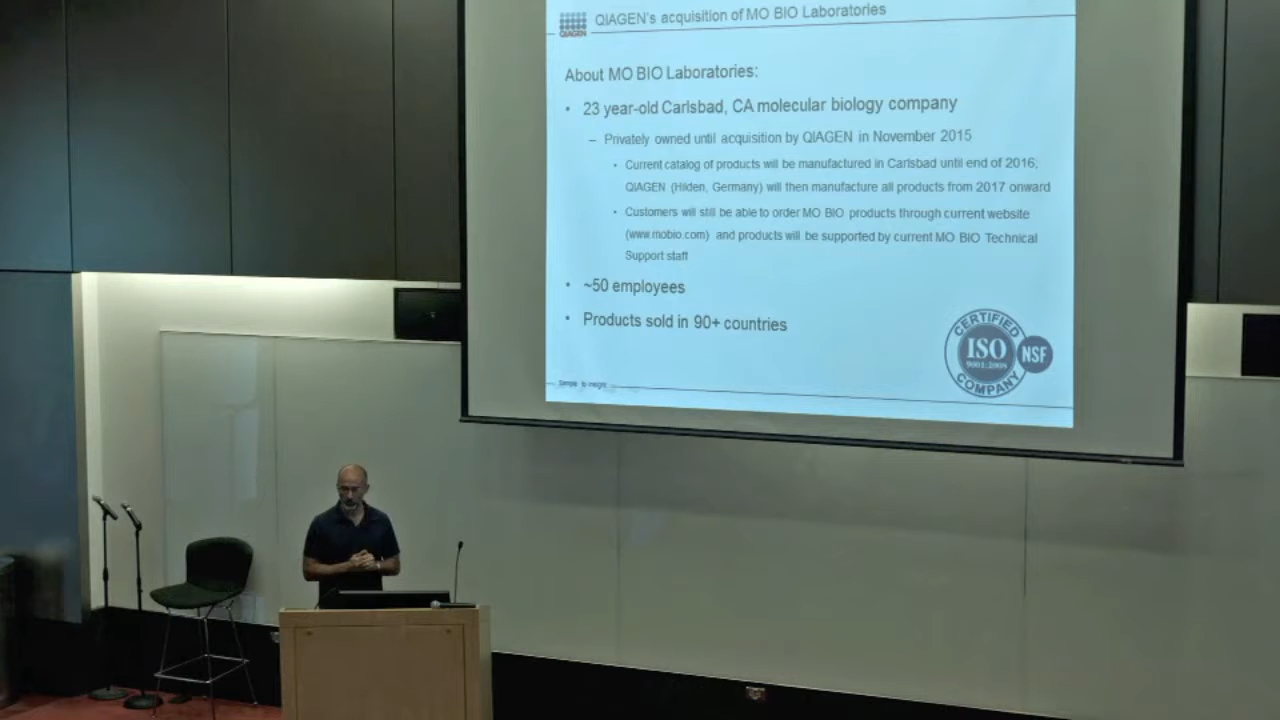 QIAGEN
QIAGEN's acquisition of MO BIO Laboratories
About MO BIO Laboratories:
• 23 year-old Carlsbad, CA molecular biology company
– Privately owned until acquisition by QIAGEN in November 2015
• Current catalog of products will be manufactured in Carlsbad until end of 2016;
QIAGEN (Hilden, Germany) will then manufacture all products from 2017 onward
• Customers will still be able to order MO BIO products through current website
(www.mobio.com) and products will be supported by current MO BIO Technical
Support staff
• ~50 employees
• Products sold in 90+ countries
CERTIFIED
ISO
9001:2008
COMPANY
NSF
Sample to Insight